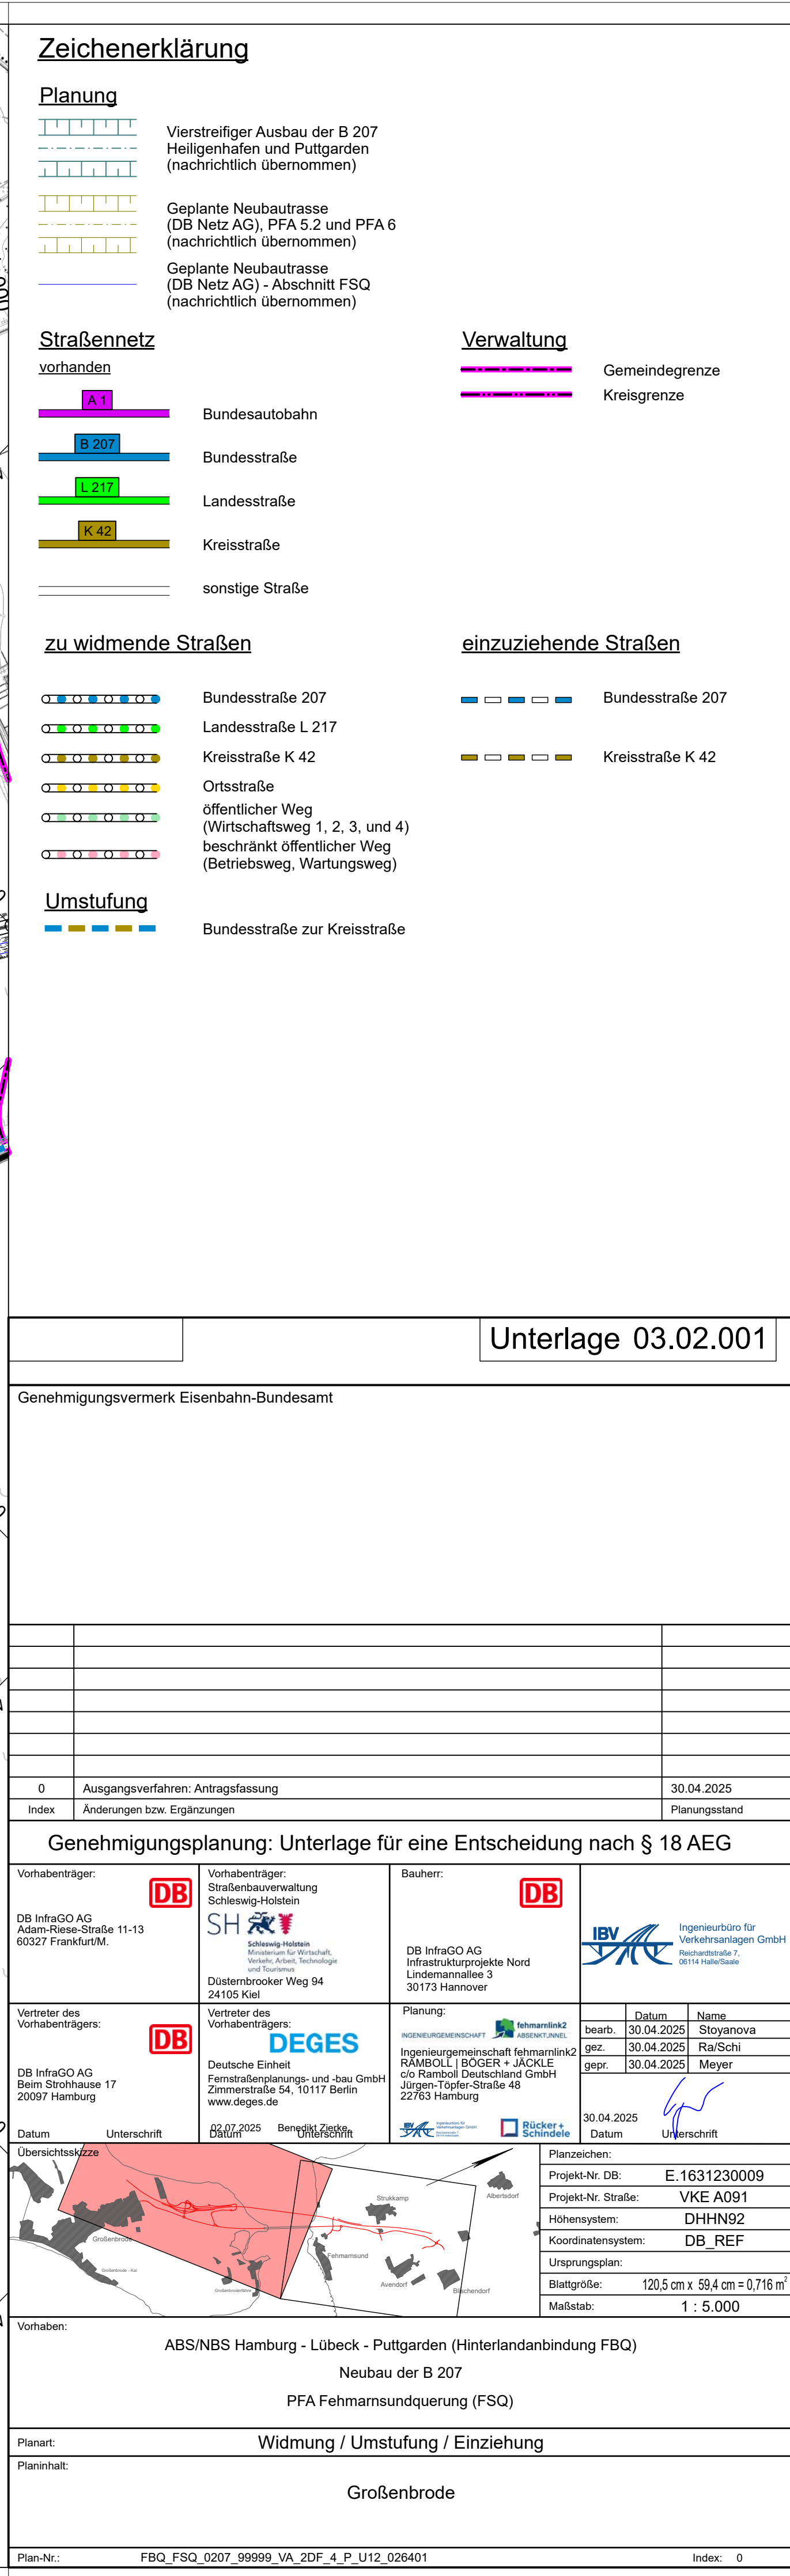 Zeichenerklärung
Planung
Vierstreifiger Ausbau der B 207
Heiligenhafen und Puttgarden
(nachrichtlich übernommen)
Geplante Neubautrasse
(DB Netz AG), PFA 5.2 und PFA 6
(nachrichtlich übernommen)
Geplante Neubautrasse
(DB Netz AG) - Abschnitt FSQ
(nachrichtlich übernommen)
Straßennetz
vorhanden
A 1
Bundesautobahn
B 207
Bundesstraße
L 217
Landesstraße
K 42
Kreisstraße
sonstige Straße
Verwaltung
Gemeindegrenze
Kreisgrenze
zu widmende Straßen
Bundesstraße 207
Landesstraße L 217
Kreisstraße K 42
Ortsstraße
öffentlicher Weg
(Wirtschaftsweg 1, 2, 3, und 4)
beschränkt öffentlicher Weg
(Betriebsweg, Wartungsweg)
einzuziehende Straßen
Bundesstraße 207
Kreisstraße K 42
Umstufung
Bundesstraße zur Kreisstraße
Unterlage 03.02.001
Genehmigungsvermerk Eisenbahn-Bundesamt
0 Ausgangsverfahren: Antragsfassung 30.04.2025
Index Änderungen bzw. Ergänzungen Planungsstand
Genehmigungsplanung: Unterlage für eine Entscheidung nach § 18 AEG
Vorhabenträger:
DB
DB InfraGO AG
Adam-Riese-Straße 11-13
60327 Frankfurt/M.
Vorhabenträger:
Straßenbauverwaltung
Schleswig-Holstein
SH
Schleswig-Holstein
Ministerium für Wirtschaft,
Verkehr, Arbeit, Technologie
und Tourismus
Düsternbrooker Weg 94
24105 Kiel
Bauherr:
DB
DB InfraGO AG
Infrastrukturprojekte Nord
Lindemannallee 3
30173 Hannover
IBV
Ingenieurbüro für
Verkehrsanlagen GmbH
Reichardtstraße 7,
06114 Halle/Saale
Vertreter des
Vorhabenträgers:
DB
DB InfraGO AG
Beim Strohhause 17
20097 Hamburg
Datum Unterschrift
Vertreter des
Vorhabenträgers:
DEGES
Deutsche Einheit
Fernstraßenplanungs- und -bau GmbH
Zimmerstraße 54, 10117 Berlin
www.deges.de
02.07.2025 Benedikt Zierke
Datum Unterschrift
Planung:
INGENIEURGEMEINSCHAFT fehmarnlink2
ABSENKTUNNEL
Ingenieurgemeinschaft fehmarnlink2
RAMBOLL | BÖGER + JÄCKLE
c/o Ramboll Deutschland GmbH
Jürgen-Töpfer-Straße 48
22763 Hamburg
IBV
Rücker +
Schindele
Datum Name
bearb. 30.04.2025 Stoyanova
gez. 30.04.2025 Ra/Schi
gepr. 30.04.2025 Meyer
30.04.2025
Datum Unterschrift
Übersichtsskizze
Strukkamp
Albertsdorf
Großenbrode
Fehmarnsund
Großenbrode - Kai
Avendorf
Blschendorf
Planzeichen:
Projekt-Nr. DB: E.1631230009
Projekt-Nr. Straße: VKE A091
Höhensystem: DHHN92
Koordinatensystem: DB_REF
Ursprungsplan:
Blattgröße: 120,5 cm x 59,4 cm = 0,716 m²
Maßstab: 1 : 5.000
Vorhaben:
ABS/NBS Hamburg - Lübeck - Puttgarden (Hinterlandanbindung FBQ)
Neubau der B 207
PFA Fehmarnsundquerung (FSQ)
Planart: Widmung / Umstufung / Einziehung
Planinhalt:
Großenbrode
Plan-Nr.: FBQ_FSQ_0207_99999_VA_2DF_4_P_U12_026401 Index: 0